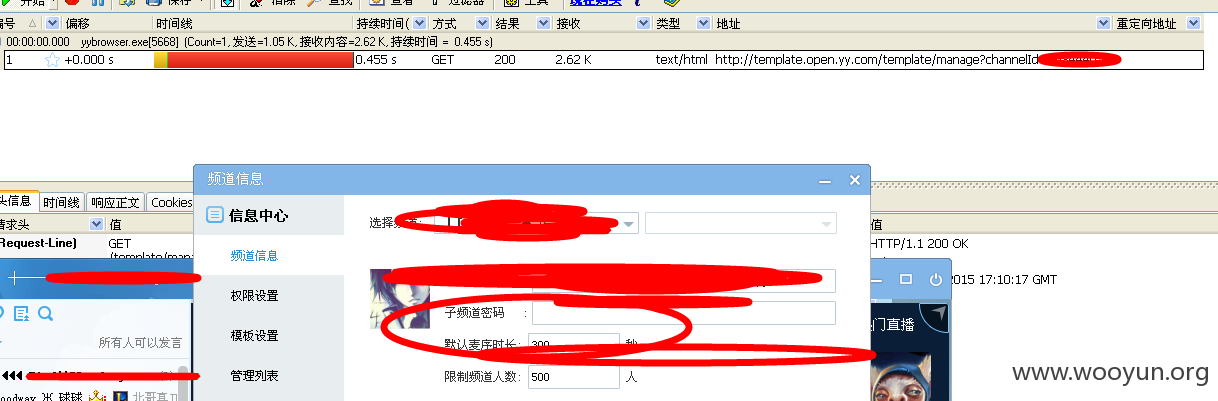 开始 保存 清除 查找 查看 过滤器 工具 现在购买
编号 偏移 时间线 持续时间( 方式 结果 接收 类型 地址 重定向地址
00:00:00.000 yybrowser.exe[5668] (Count=1, 发送=1.05 K, 接收内容=2.62 K, 持续时间 = 0.455 s)
1 +0.000 s 0.455 s GET 200 2.62 K text/html http://template.open.yy.com/template/manage?channelId
头信息 时间线 响应正文 Cookies
请求头 值 值
Request-Line) GET HTTP/1.1 200 OK
/template/mana
2015 17:10:17 GMT
频道信息
信息中心
选择频道:
频道信息
权限设置
模板设置
管理列表
子频道密码 :
默认麦序时长: 300 秒
限制频道人数: 500 人
所有人可以发言
热门直播
球球
www.wooyun.org